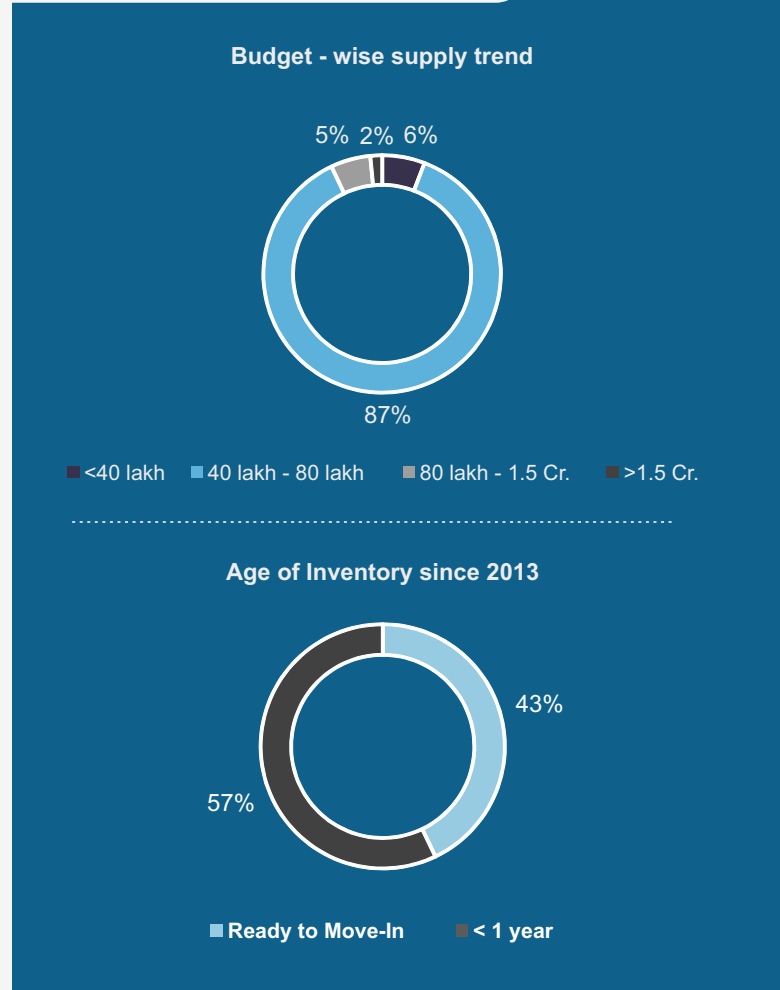 Budget - wise supply trend
5% 2% 6%
87%
<40 lakh 40 lakh - 80 lakh 80 lakh - 1.5 Cr. >1.5 Cr.
Age of Inventory since 2013
43%
57%
Ready to Move-In < 1 year